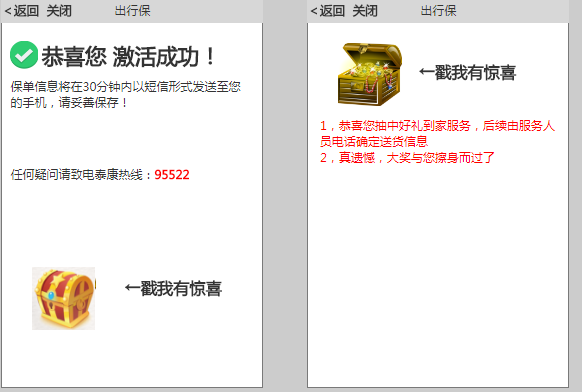 <返回 关闭 出行保
恭喜您 激活成功！
保单信息将在30分钟内以短信形式发送至您
的手机，请妥善保存！
任何疑问请致电泰康热线：95522
←戳我有惊喜
<返回 关闭 出行保
←戳我有惊喜
1，恭喜您抽中好礼到家服务，后续由服务人
员电话确定送货信息
2，真遗憾，大奖与您擦身而过了